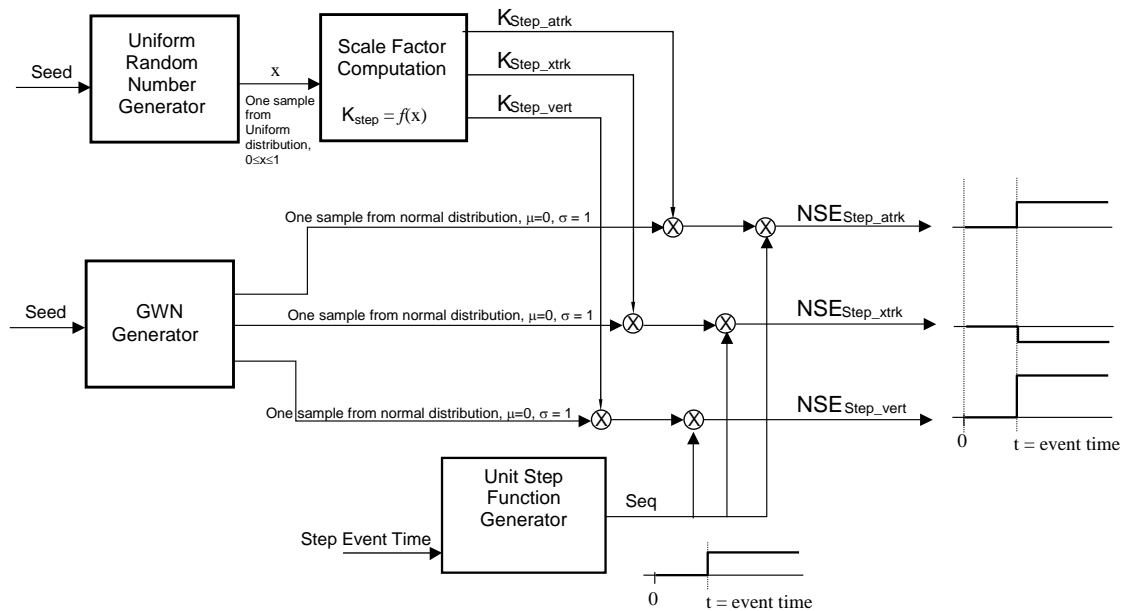 Seed
Uniform
Random
Number
Generator
x
One sample
from
Uniform
distribution,
0≤x≤1
Scale Factor
Computation
Kstep = f(x)
KStep_atrk
KStep_xtrk
KStep_vert
Seed
GWN
Generator
One sample from normal distribution, μ=0, σ = 1
X
X
NSEStep_atrk
One sample from normal distribution, μ=0, σ = 1
X
X
NSEStep_xtrk
One sample from normal distribution, μ=0, σ = 1
X
X
NSEStep_vert
0
t = event time
Step Event Time
Unit Step
Function
Generator
Seq
0
t = event time